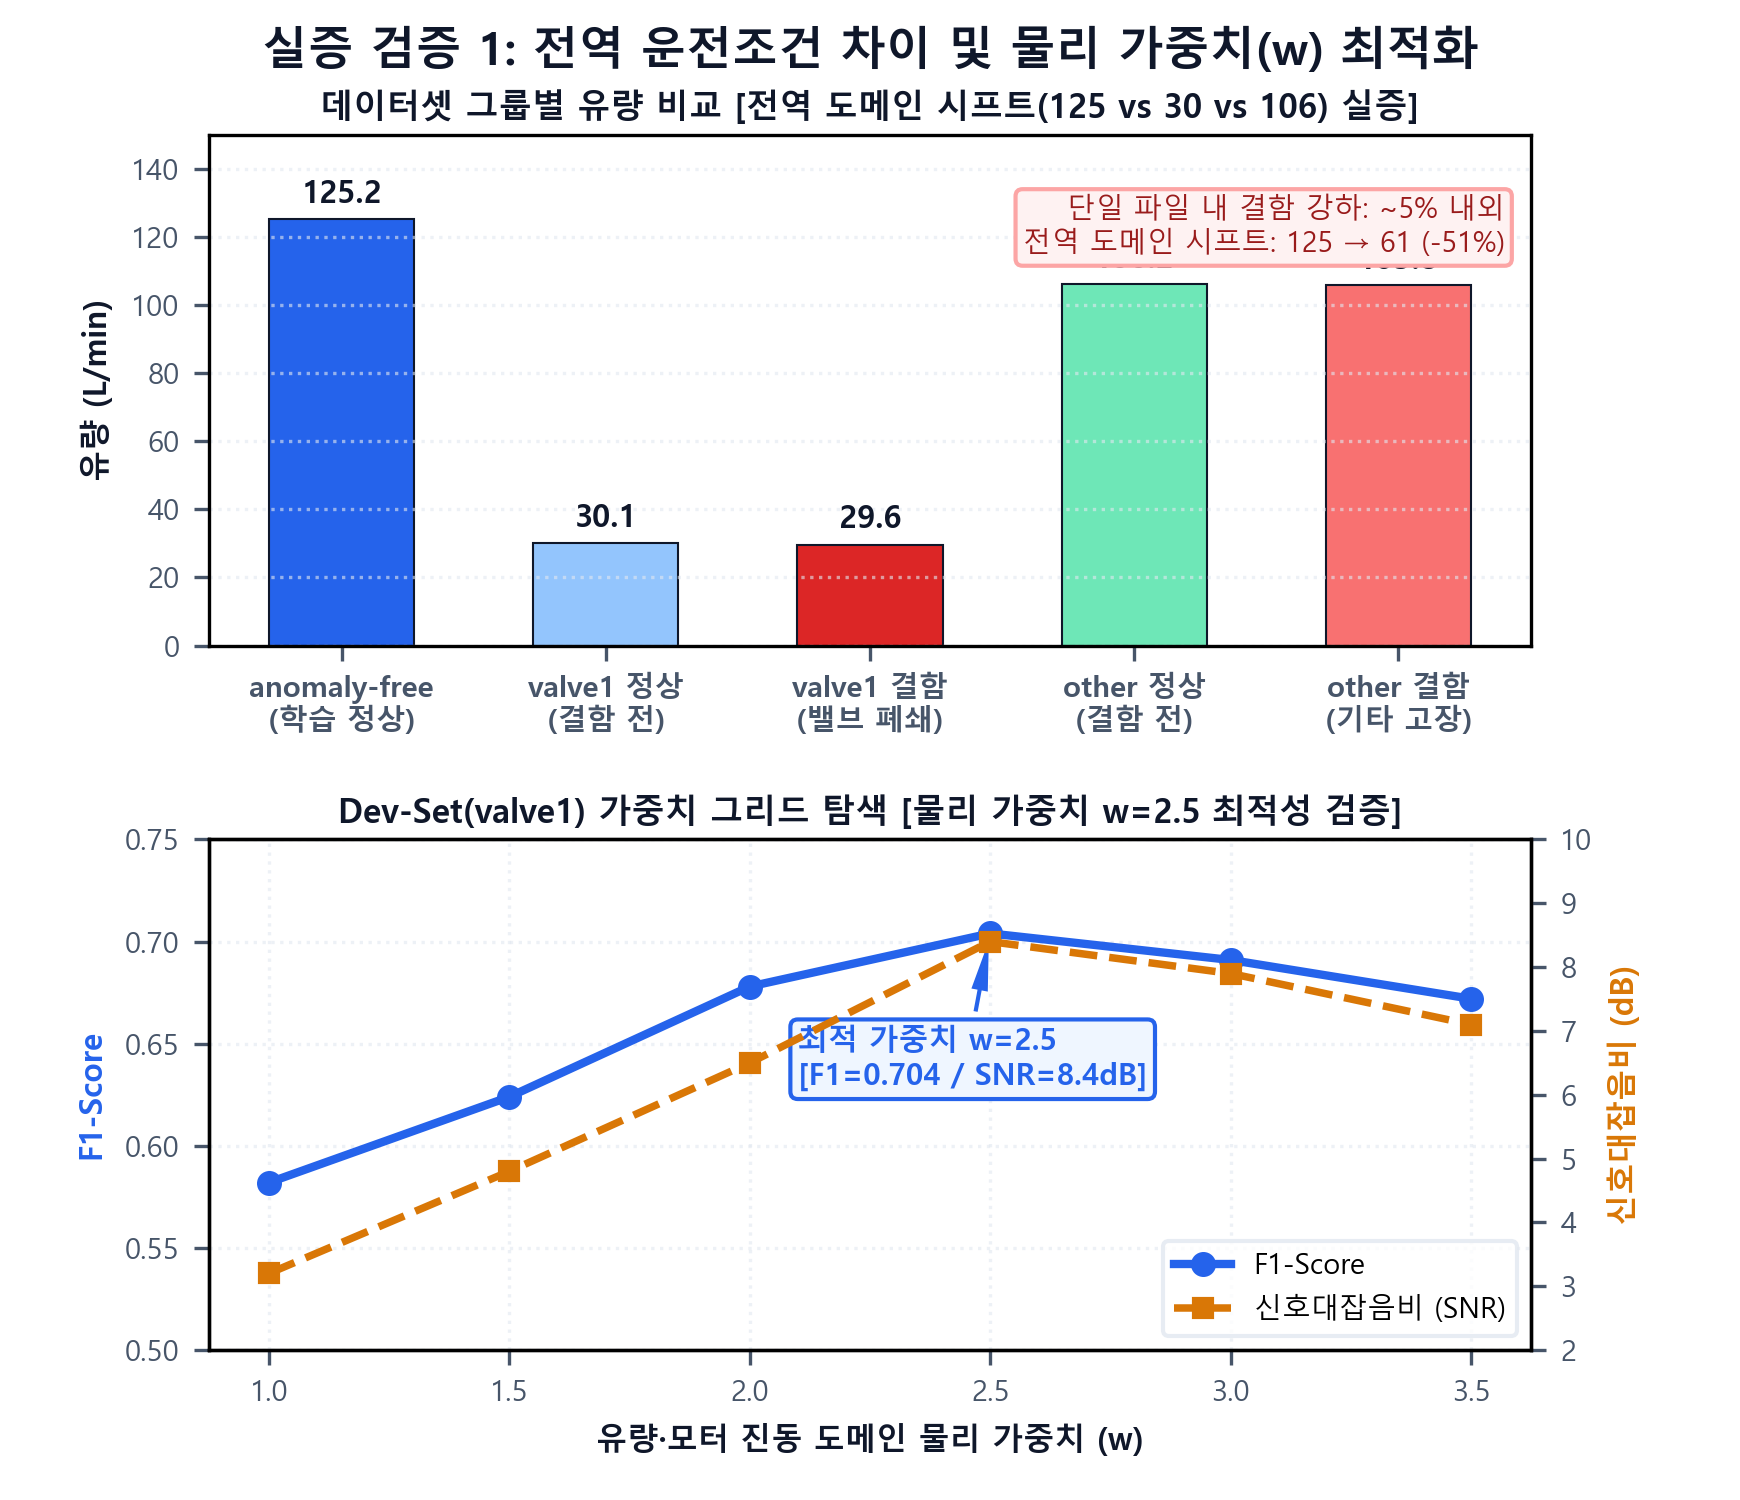 실증 검증 1: 전역 운전조건 차이 및 물리 가중치(w) 최적화
데이터셋 그룹별 유량 비교 [전역 도메인 시프트(125 vs 30 vs 106) 실증]
유량 (L/min)
140
120
100
80
60
40
20
0
125.2
30.1
29.6
단일 파일 내 결함 강하: ~5% 내외
전역 도메인 시프트: 125 → 61 (-51%)
anomaly-free
(학습 정상)
valve1 정상
(결함 전)
valve1 결함
(밸브 폐쇄)
other 정상
(결함 전)
other 결함
(기타 고장)
Dev-Set(valve1) 가중치 그리드 탐색 [물리 가중치 w=2.5 최적성 검증]
F1-Score
0.75
0.70
0.65
0.60
0.55
0.50
최적 가중치 w=2.5
[F1=0.704 / SNR=8.4dB]
F1-Score
신호대잡음비 (SNR)
10
9
8
7
6
5
4
3
2
신호대잡음비 (dB)
1.0
1.5
2.0
2.5
3.0
3.5
유량·모터 진동 도메인 물리 가중치 (w)